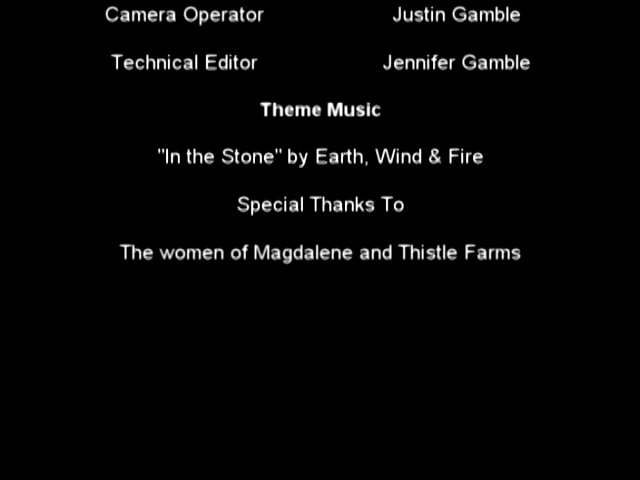 Camera Operator Justin Gamble
Technical Editor Jennifer Gamble
Theme Music
"In the Stone" by Earth, Wind & Fire
Special Thanks To
The women of Magdalene and Thistle Farms